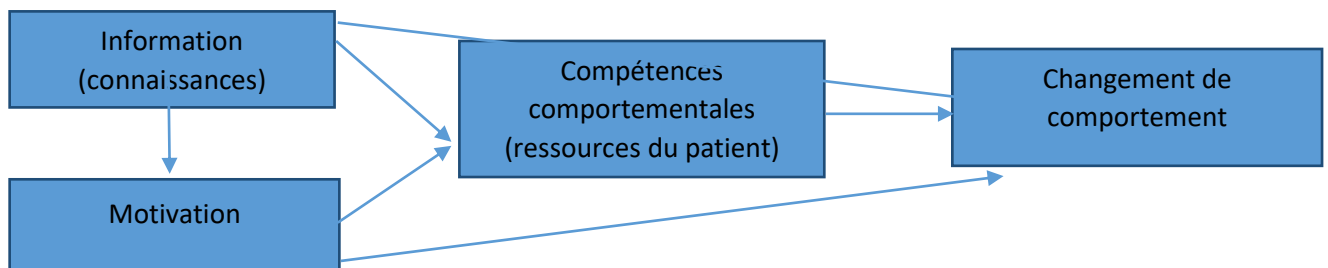 Information
(connaissances)
Compétences
comportementales
(ressources du patient)
Changement de
comportement
Motivation